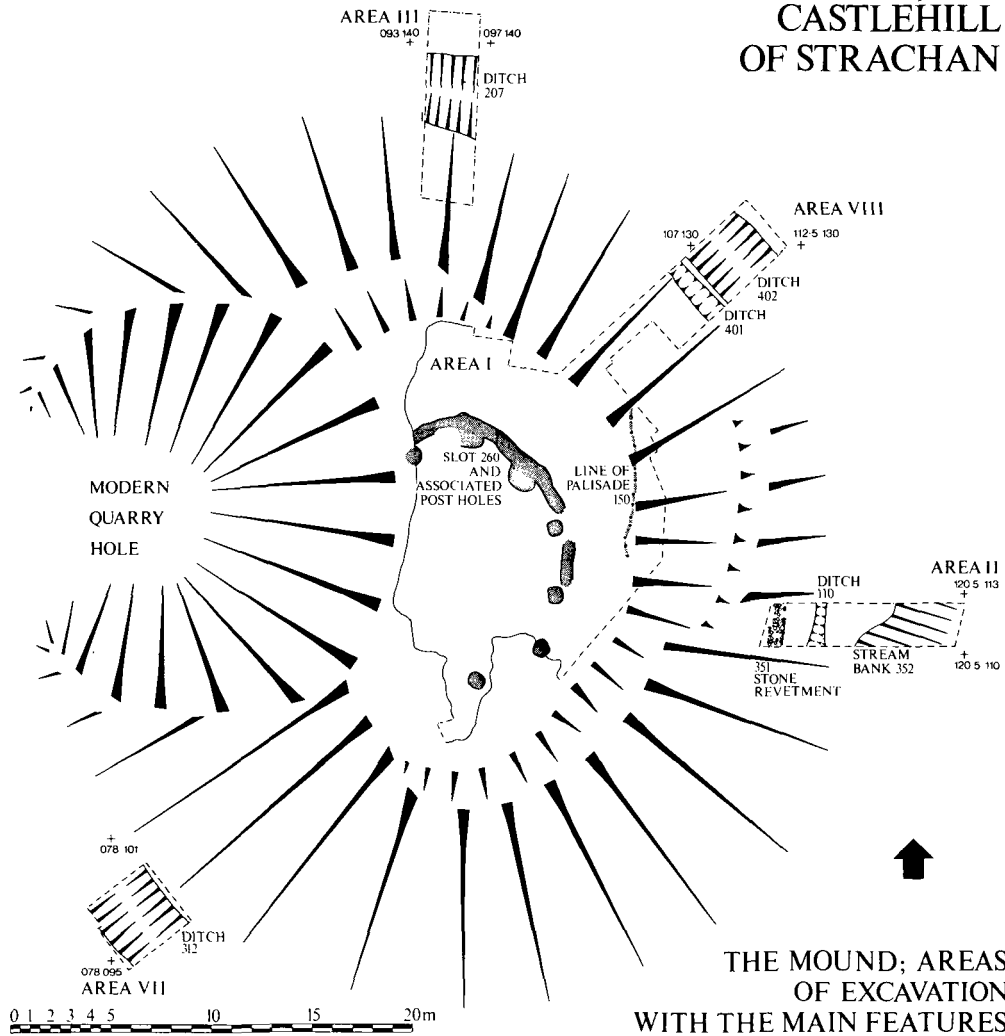 CASTLEHILL
OF STRACHAN
AREA III
093 140
097 140
DITCH
207
AREA VIII
107 130
112·5 130
DITCH
402
DITCH
401
AREA I
SLOT 260
AND
ASSOCIATED
POST HOLES
LINE OF
PALISADE
150
MODERN
QUARRY
HOLE
AREA II
120 5 113
DITCH
110
STREAM
BANK 352
351
STONE
REVETMENT
120 5 110
078 101
DITCH
312
078 095
AREA VII
0 1 2 3 4 5 10 15 20m
THE MOUND; AREAS
OF EXCAVATION
WITH THE MAIN FEATURES